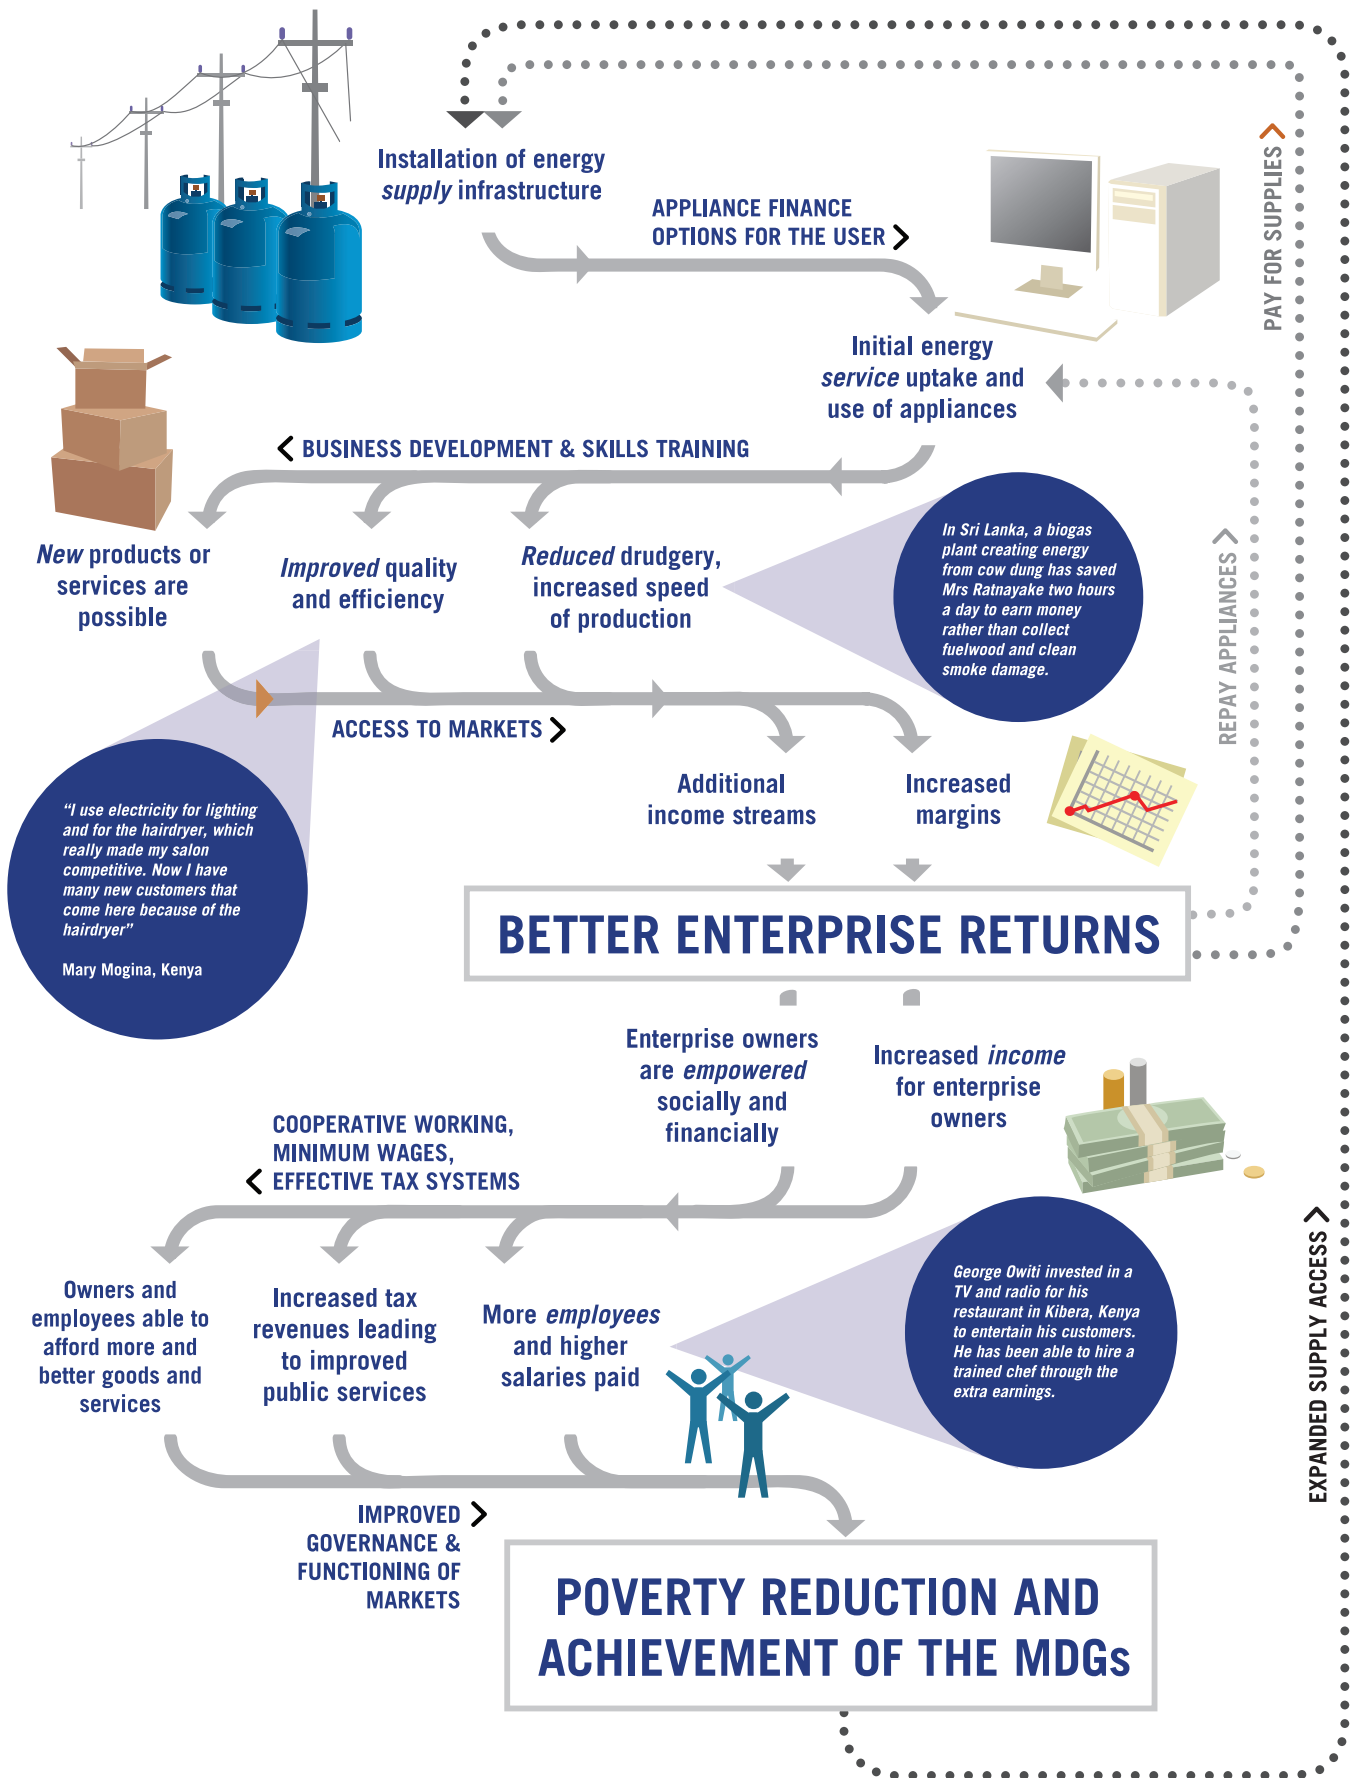 Installation of energy
supply infrastructure
APPLIANCE FINANCE
OPTIONS FOR THE USER
PAY FOR SUPPLIES
Initial energy
service uptake and
use of appliances
BUSINESS DEVELOPMENT & SKILLS TRAINING
New products or
services are
possible
Improved quality
and efficiency
Reduced drudgery,
increased speed
of production
In Sri Lanka, a biogas
plant creating energy
from cow dung has saved
Mrs Ratnayake two hours
a day to earn money
rather than collect
fuelwood and clean
smoke damage.
REPAY APPLIANCES
ACCESS TO MARKETS
"I use electricity for lighting
and for the hairdryer, which
really made my salon
competitive. Now I have
many new customers that
come here because of the
hairdryer"
Mary Mogina, Kenya
Additional
income streams
Increased
margins
BETTER ENTERPRISE RETURNS
Enterprise owners
are empowered
socially and
financially
Increased income
for enterprise
owners
COOPERATIVE WORKING,
MINIMUM WAGES,
EFFECTIVE TAX SYSTEMS
Owners and
employees able to
afford more and
better goods and
services
Increased tax
revenues leading
to improved
public services
More employees
and higher
salaries paid
George Owiti invested in a
TV and radio for his
restaurant in Kibera, Kenya
to entertain his customers.
He has been able to hire a
trained chef through the
extra earnings.
EXPANDED SUPPLY ACCESS
IMPROVED
GOVERNANCE &
FUNCTIONING OF
MARKETS
POVERTY REDUCTION AND
ACHIEVEMENT OF THE MDGs